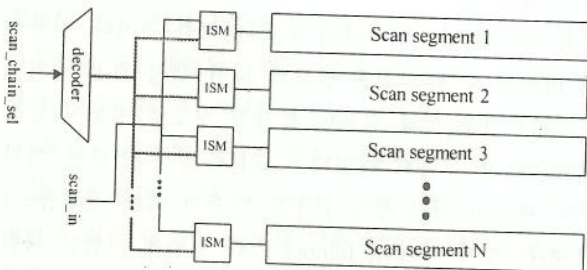 scan_chain_sel
decoder
scan_in
ISM
Scan segment 1
ISM
Scan segment 2
ISM
Scan segment 3
ISM
Scan segment N